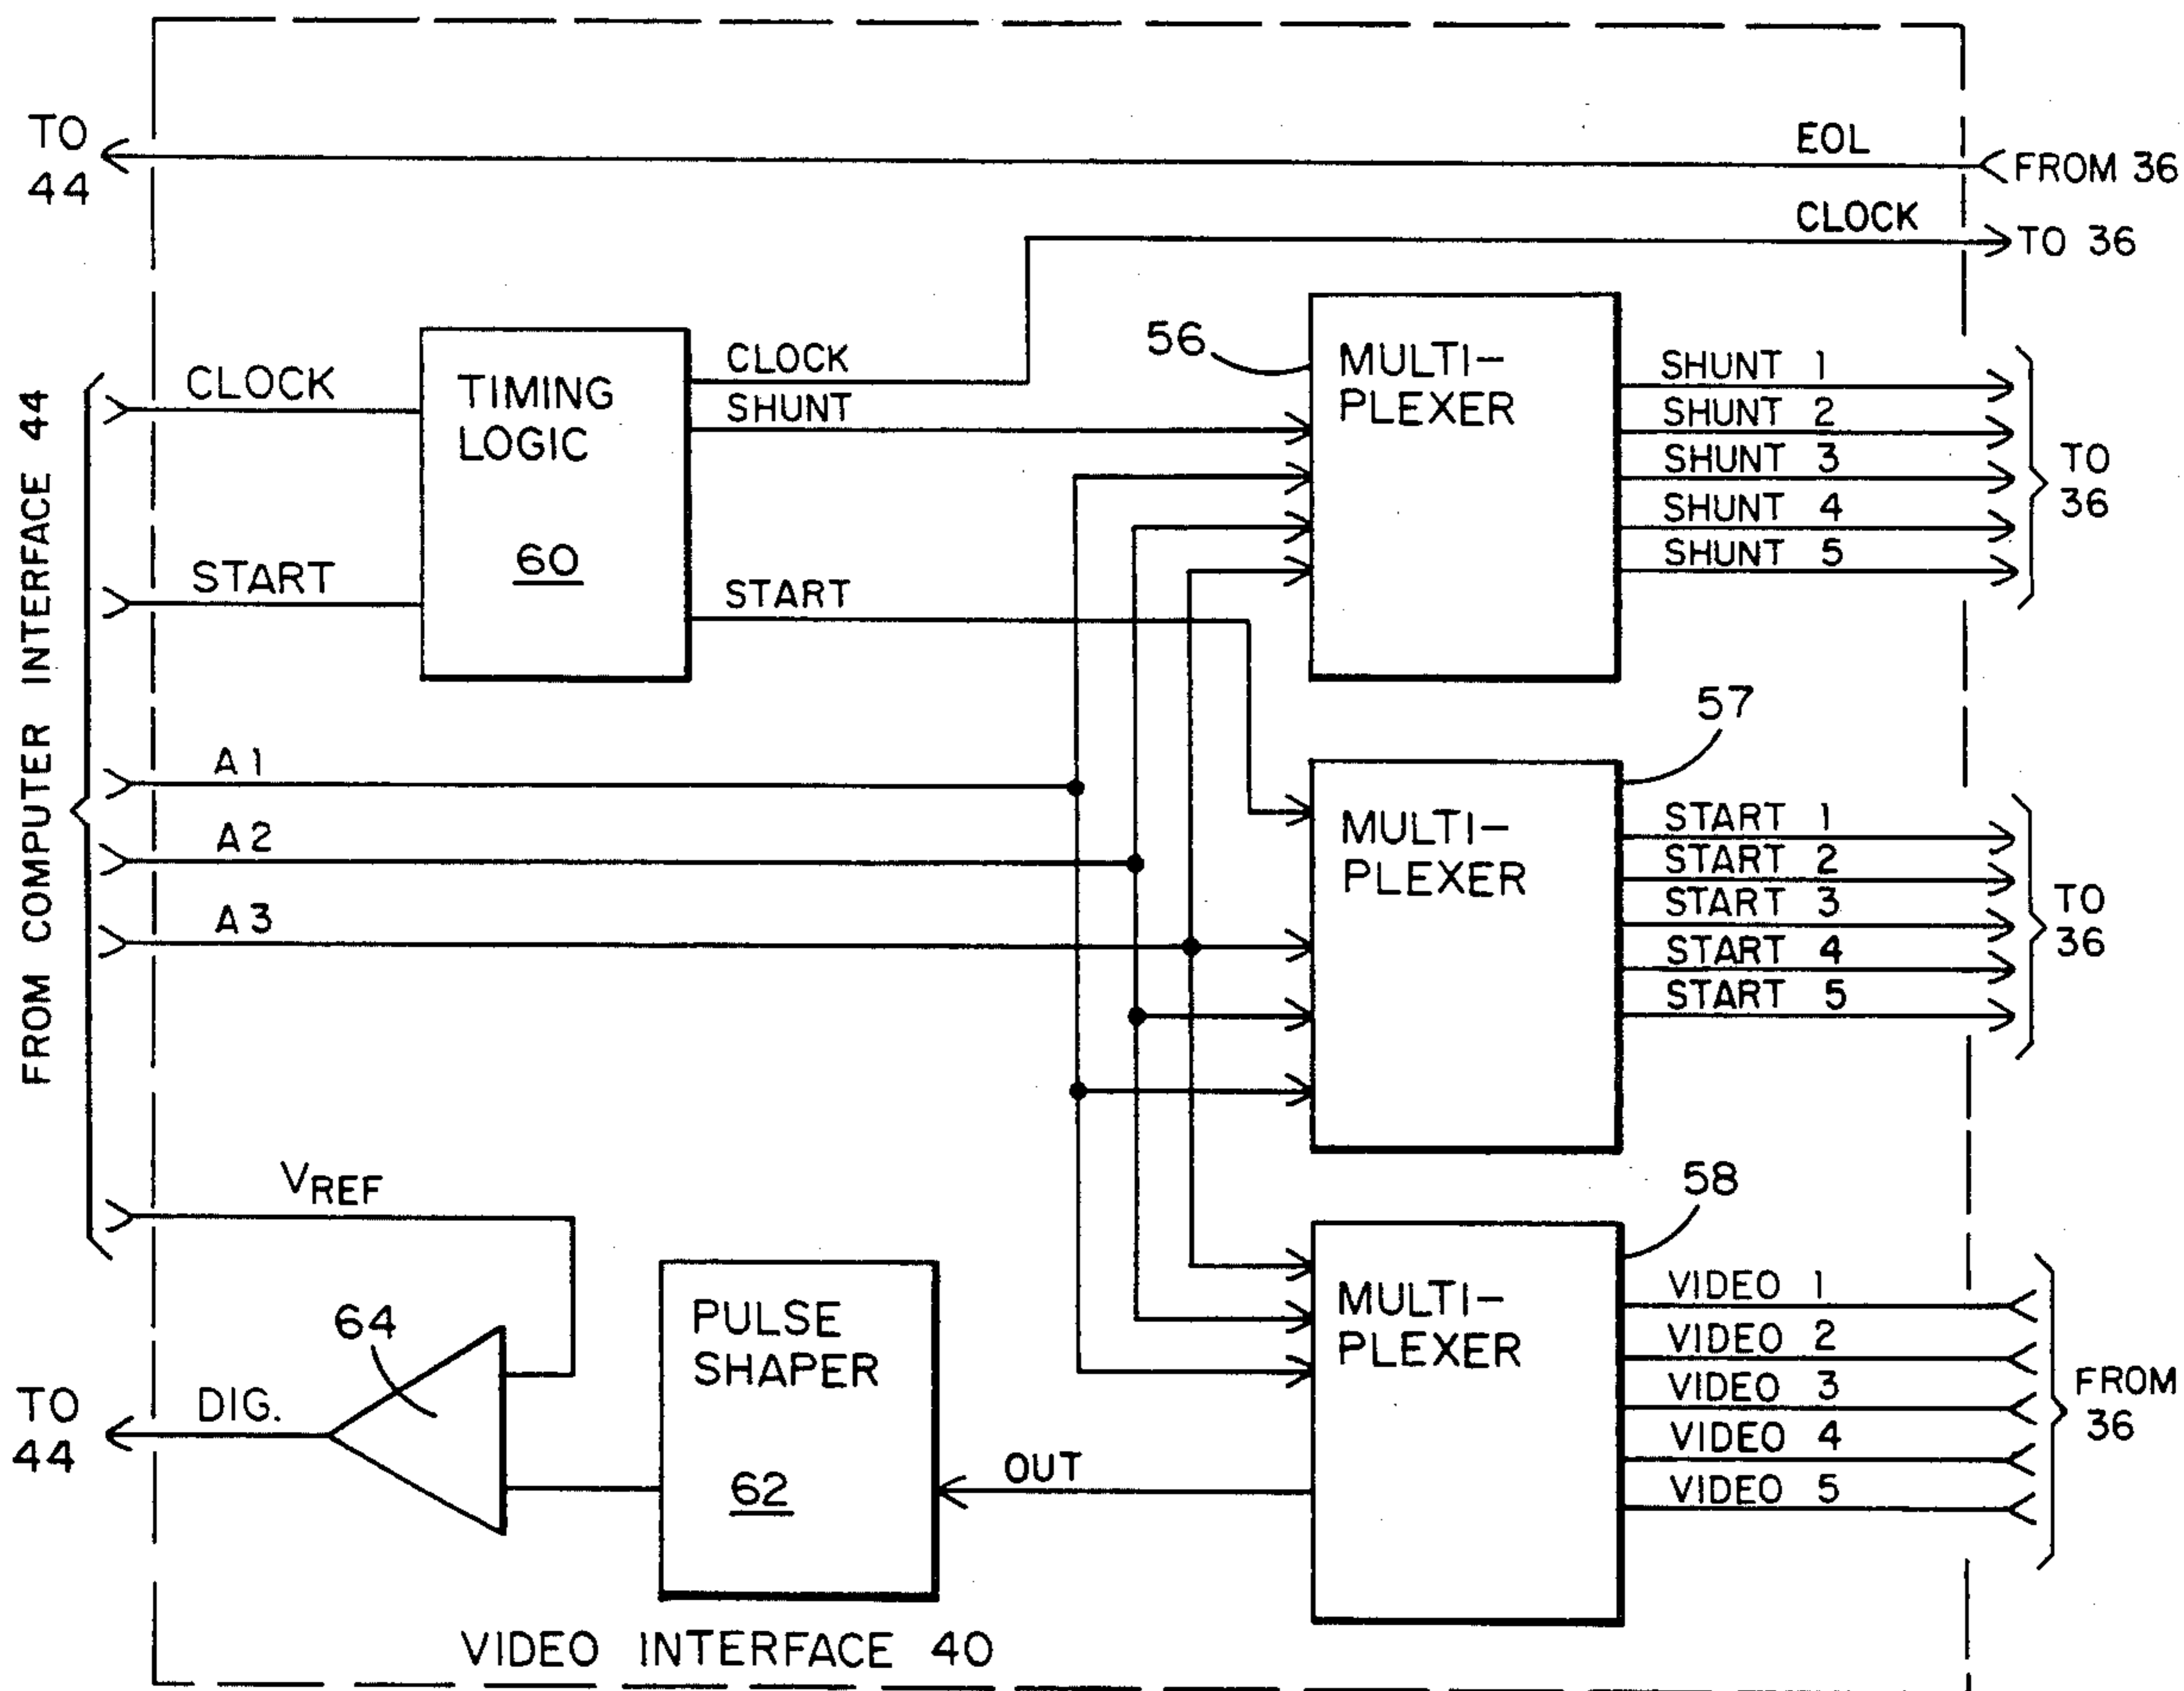 TO
44
EOL
FROM 36
CLOCK
TO 36
FROM COMPUTER INTERFACE 44
CLOCK
START
TIMING
LOGIC
60
CLOCK
SHUNT
START
56
MULTI-
PLEXER
SHUNT 1
SHUNT 2
SHUNT 3
SHUNT 4
SHUNT 5
TO
36
A1
A2
A3
57
MULTI-
PLEXER
START 1
START 2
START 3
START 4
START 5
TO
36
VREF
64
TO
44
DIG.
PULSE
SHAPER
62
OUT
58
MULTI-
PLEXER
VIDEO 1
VIDEO 2
VIDEO 3
VIDEO 4
VIDEO 5
FROM
36
VIDEO INTERFACE 40